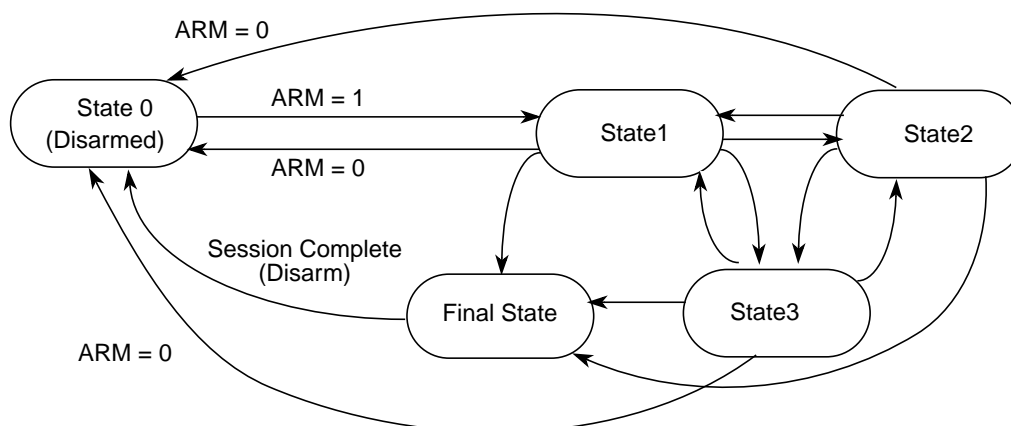 ARM = 0
State 0
(Disarmed)
ARM = 1
State1
State2
ARM = 0
Session Complete
(Disarm)
Final State
State3
ARM = 0